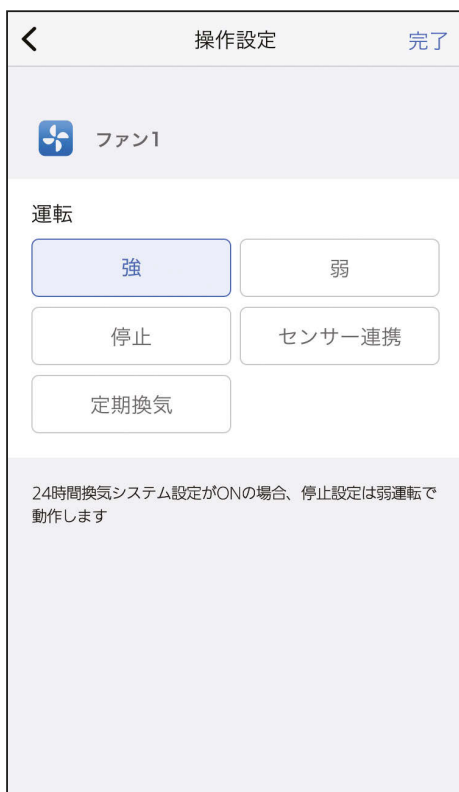 操作設定 完了
ファン1
運転
強 弱
停止 センサー連携
定期換気
24時間換気システム設定がONの場合、停止設定は弱運転で
動作します